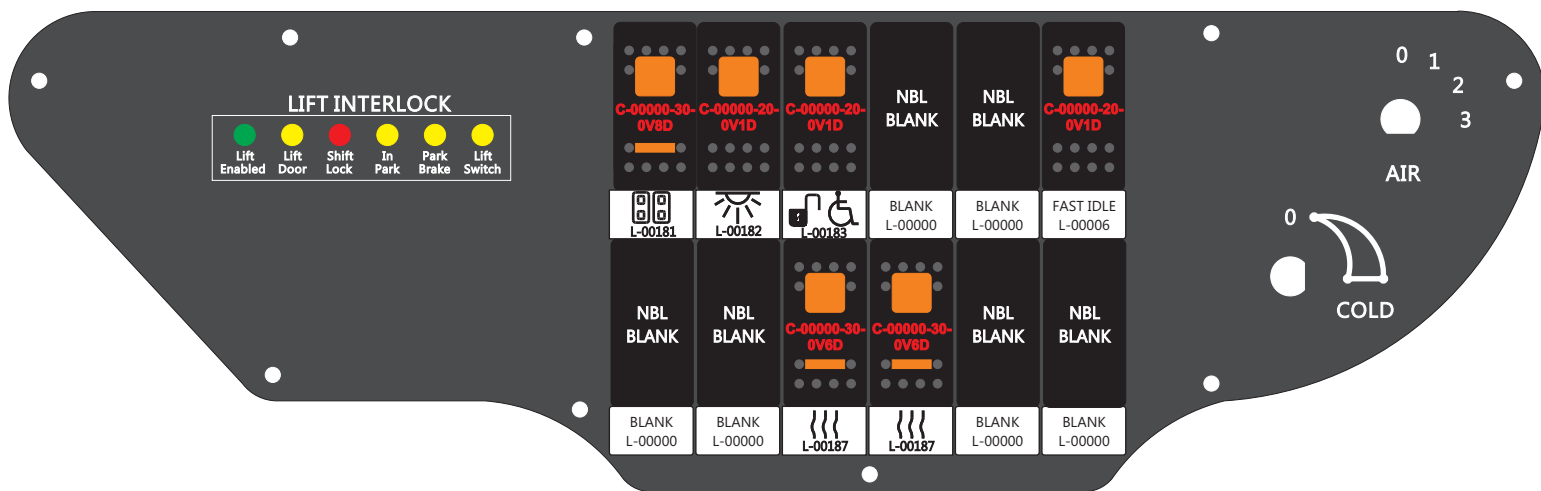 LIFT INTERLOCK
Lift
Enabled
Lift
Door
Shift
Lock
In
Park
Park
Brake
Lift
Switch
C-00000-30-
0V8D
L-00181
C-00000-20-
0V1D
L-00182
C-00000-20-
0V1D
L-00183
NBL
BLANK
BLANK
L-00000
NBL
BLANK
BLANK
L-00000
C-00000-20-
0V1D
FAST IDLE
L-00006
NBL
BLANK
BLANK
L-00000
NBL
BLANK
BLANK
L-00000
C-00000-30-
0V6D
L-00187
C-00000-30-
0V6D
L-00187
NBL
BLANK
BLANK
L-00000
NBL
BLANK
BLANK
L-00000
0
1
2
3
AIR
0
COLD